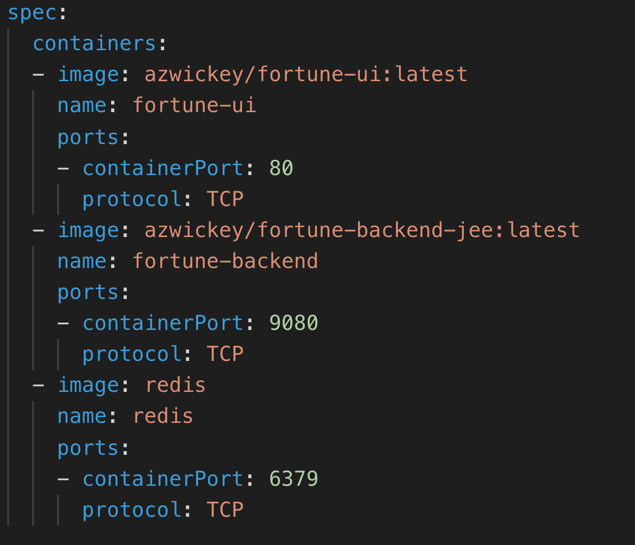 spec:
  containers:
  - image: azwickey/fortune-ui:latest
    name: fortune-ui
    ports:
    - containerPort: 80
      protocol: TCP
  - image: azwickey/fortune-backend-jee:latest
    name: fortune-backend
    ports:
    - containerPort: 9080
      protocol: TCP
  - image: redis
    name: redis
    ports:
    - containerPort: 6379
      protocol: TCP